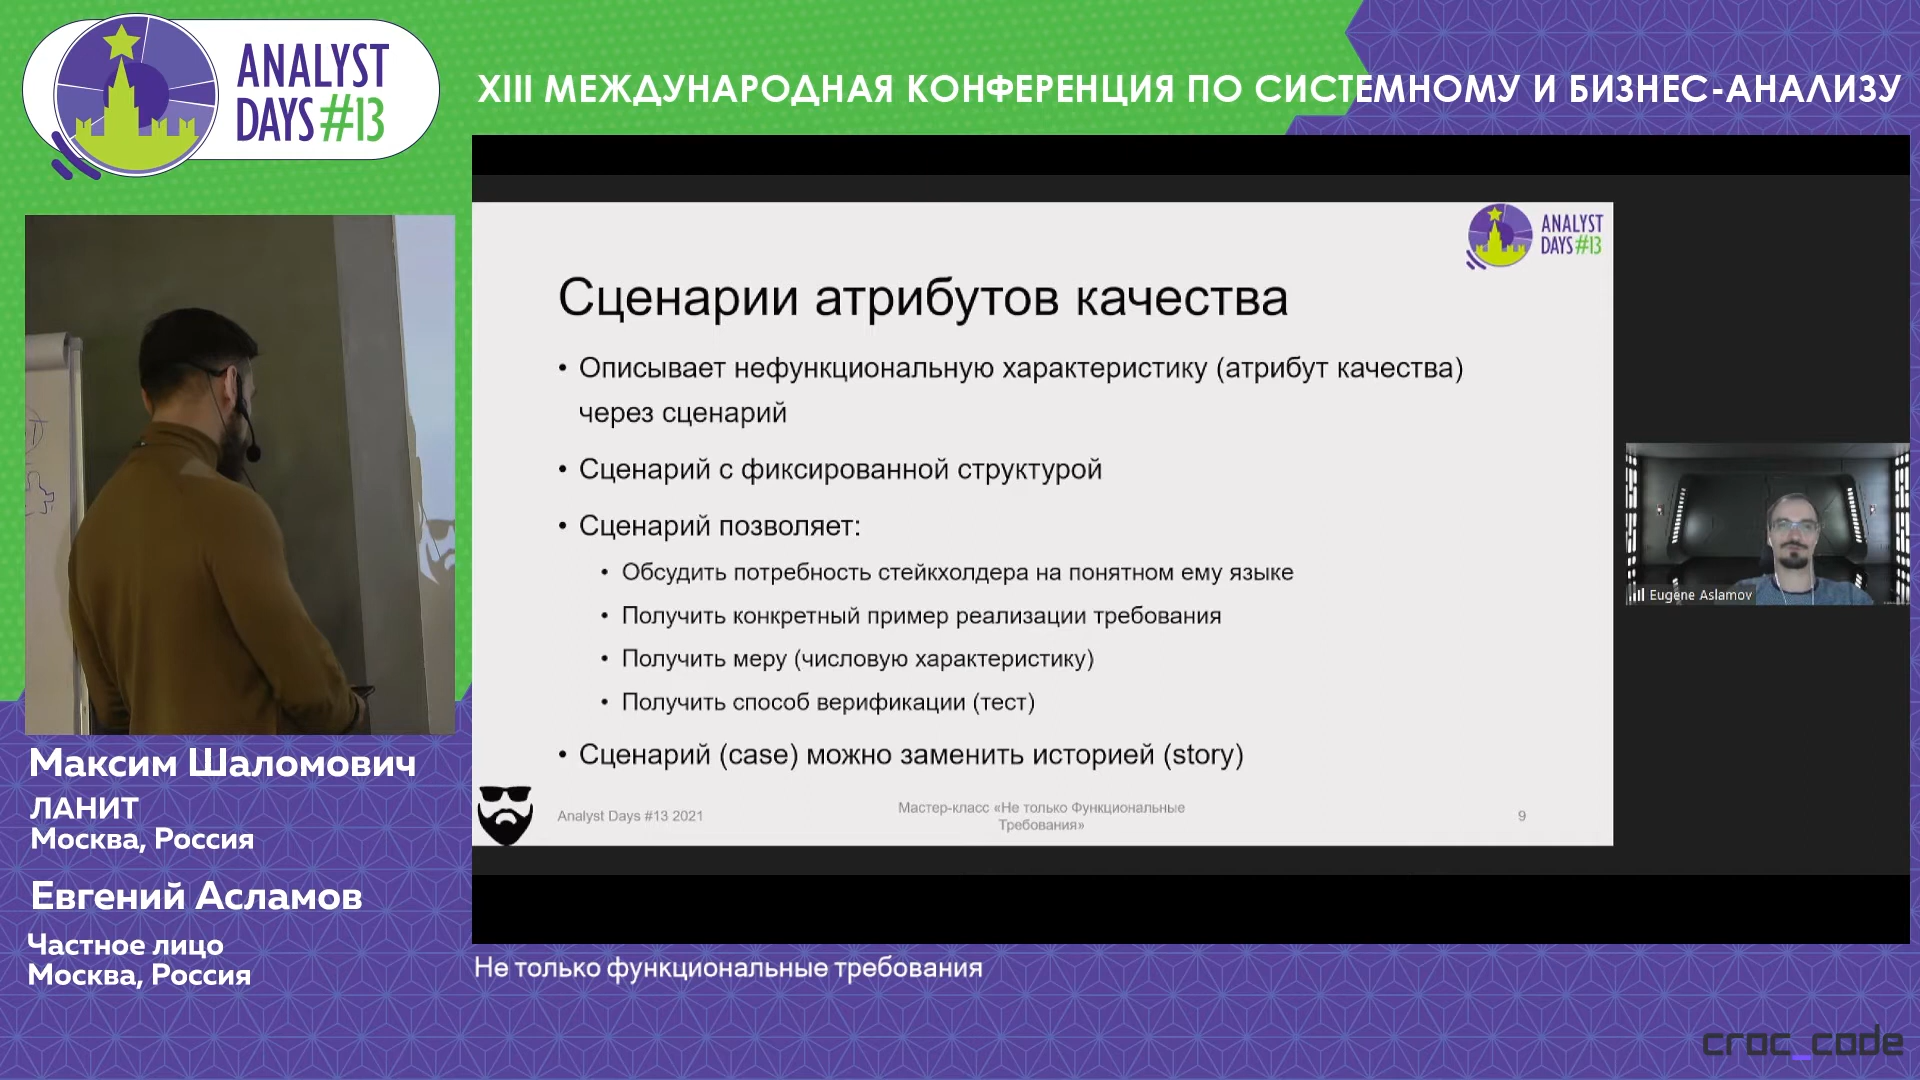 ANALYST
DAYS #13
XIII МЕЖДУНАРОДНАЯ КОНФЕРЕНЦИЯ ПО СИСТЕМНОМУ И БИЗНЕС-АНАЛИЗУ
ANALYST
DAYS #13
Сценарии атрибутов качества
• Описывает нефункциональную характеристику (атрибут качества)
через сценарий
• Сценарий с фиксированной структурой
• Сценарий позволяет:
• Обсудить потребность стейкхолдера на понятном ему языке
• Получить конкретный пример реализации требования
• Получить меру (числовую характеристику)
• Получить способ верификации (тест)
• Сценарий (case) можно заменить историей (story)
Analyst Days #13 2021
Мастер-класс «Не только Функциональные
Требования»
9
Eugene Aslamov
Максим Шаломович
ЛАНИТ
Москва, Россия
Евгений Асламов
Частное лицо
Москва, Россия
Не только функциональные требования
croc_code